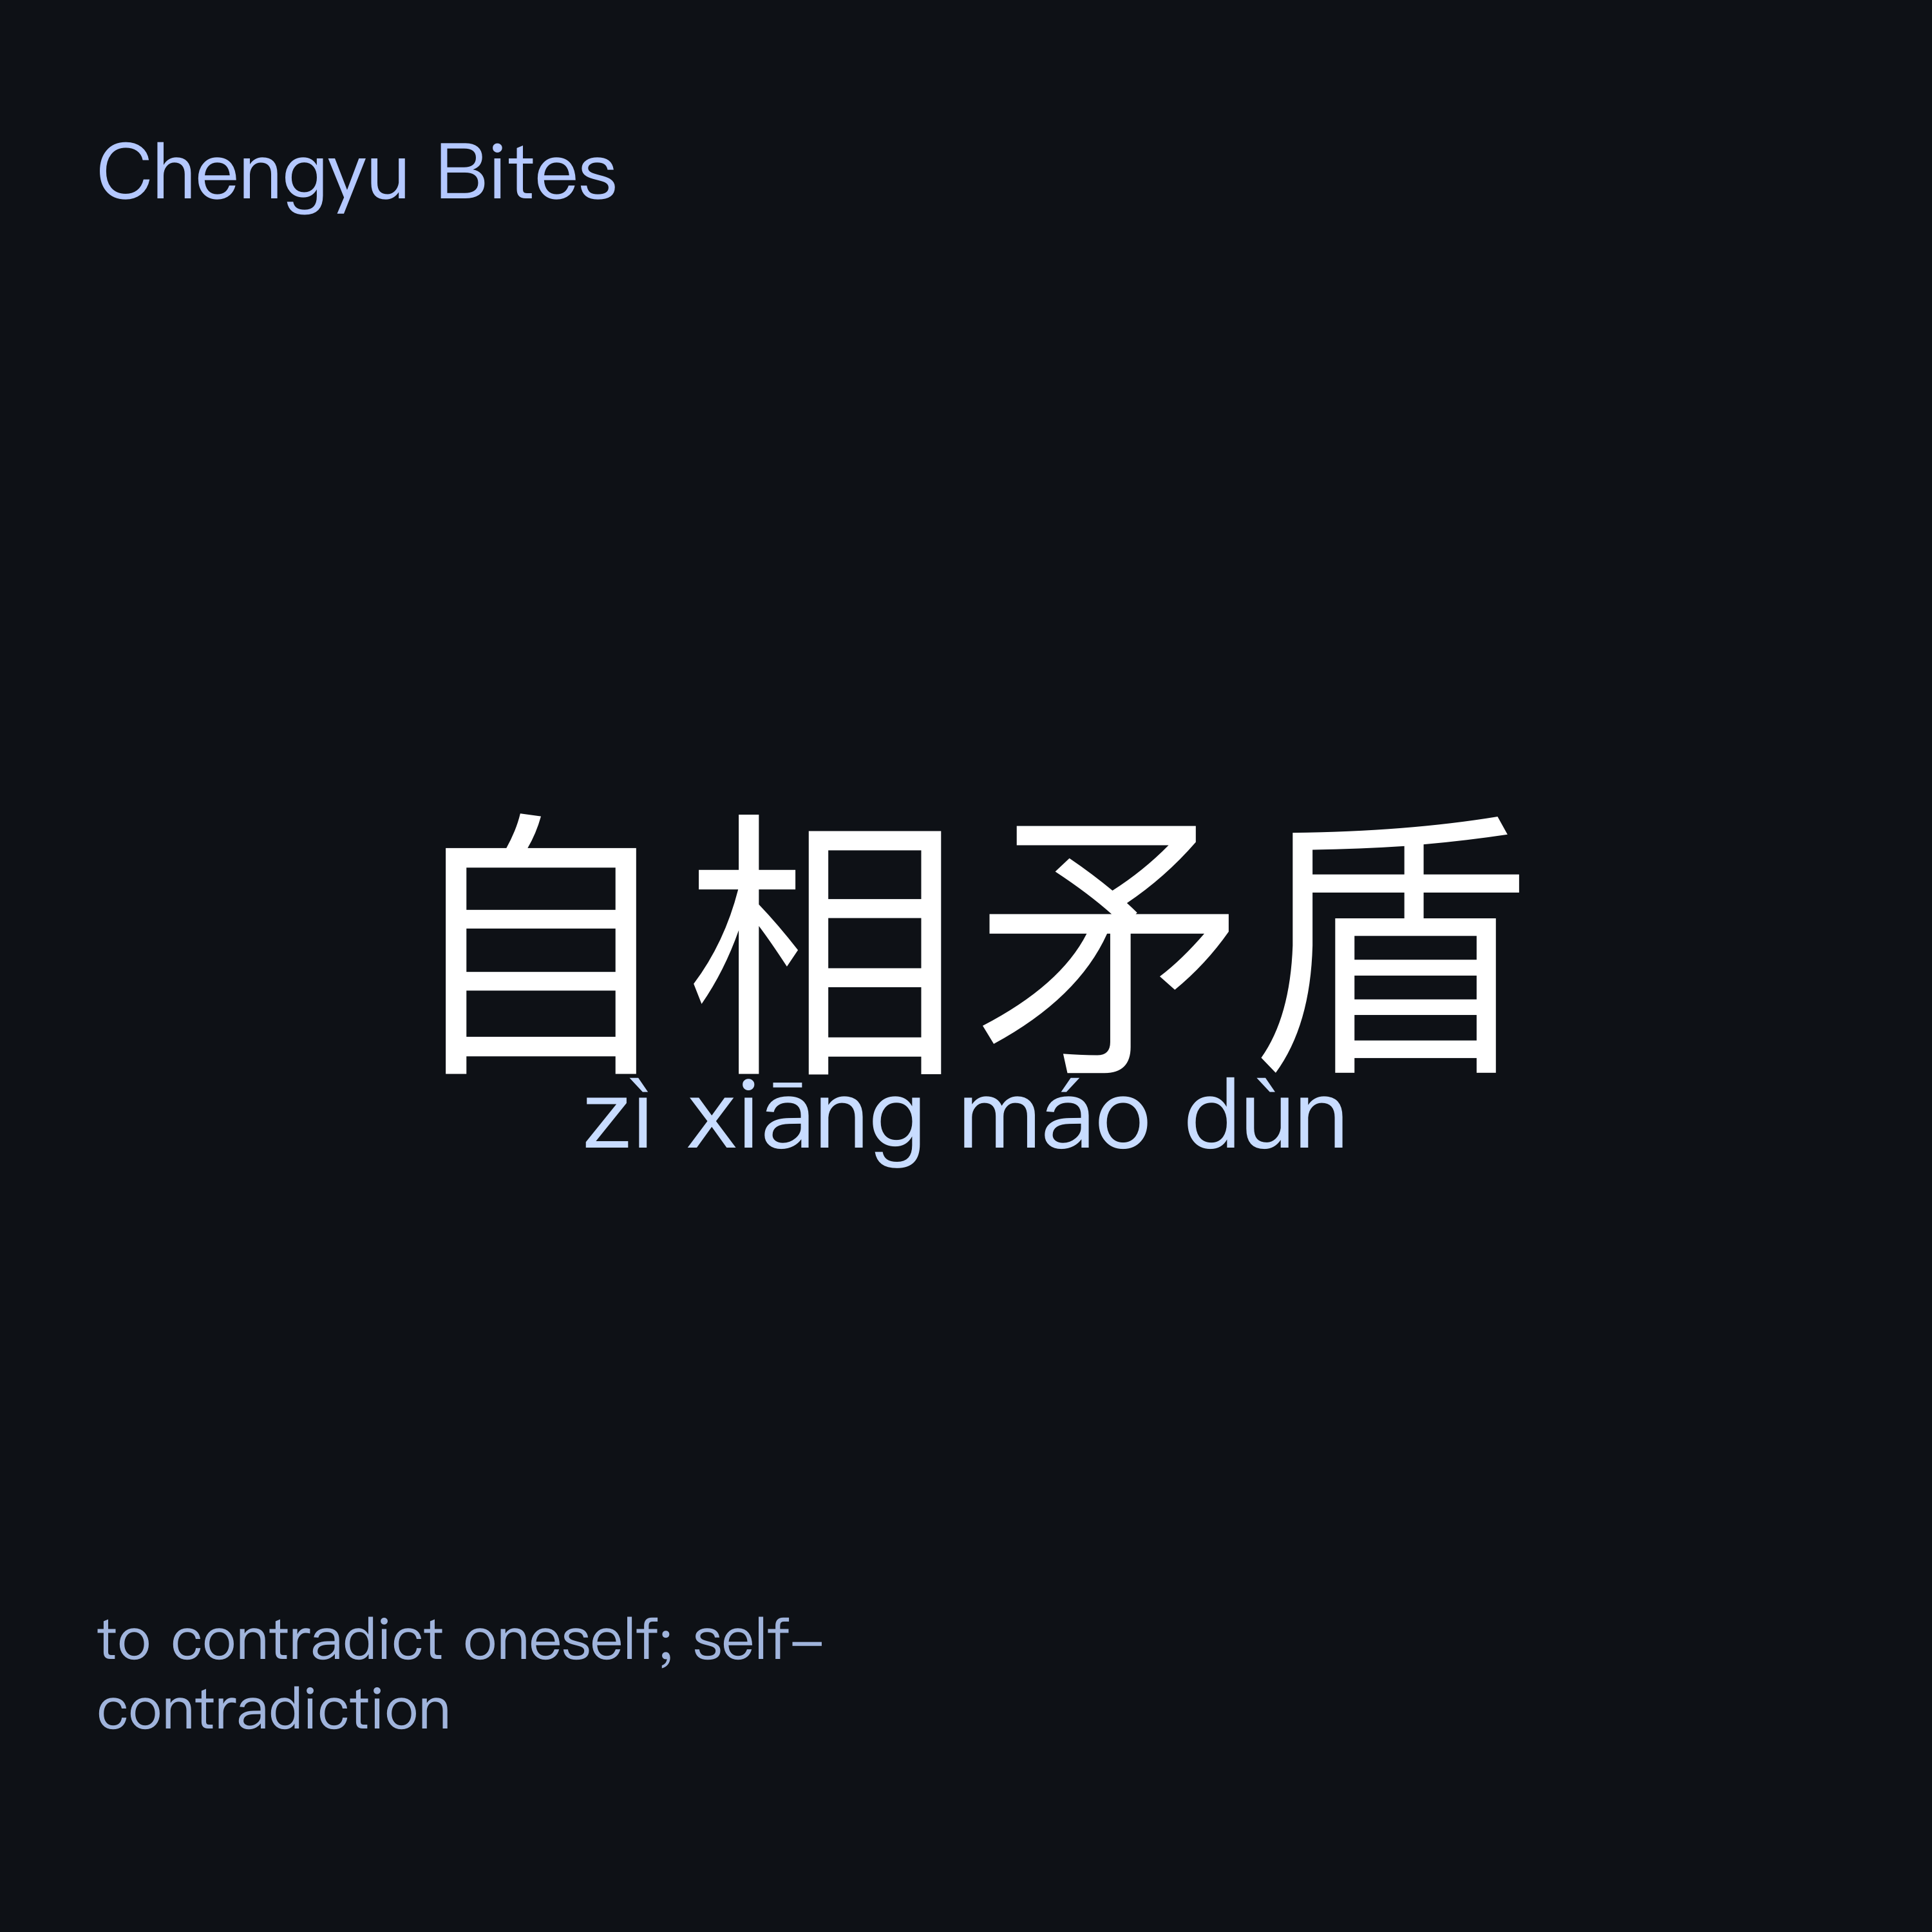 Chengyu Bites
自相矛盾
zì xiāng máo dùn
to contradict oneself; self-
contradiction